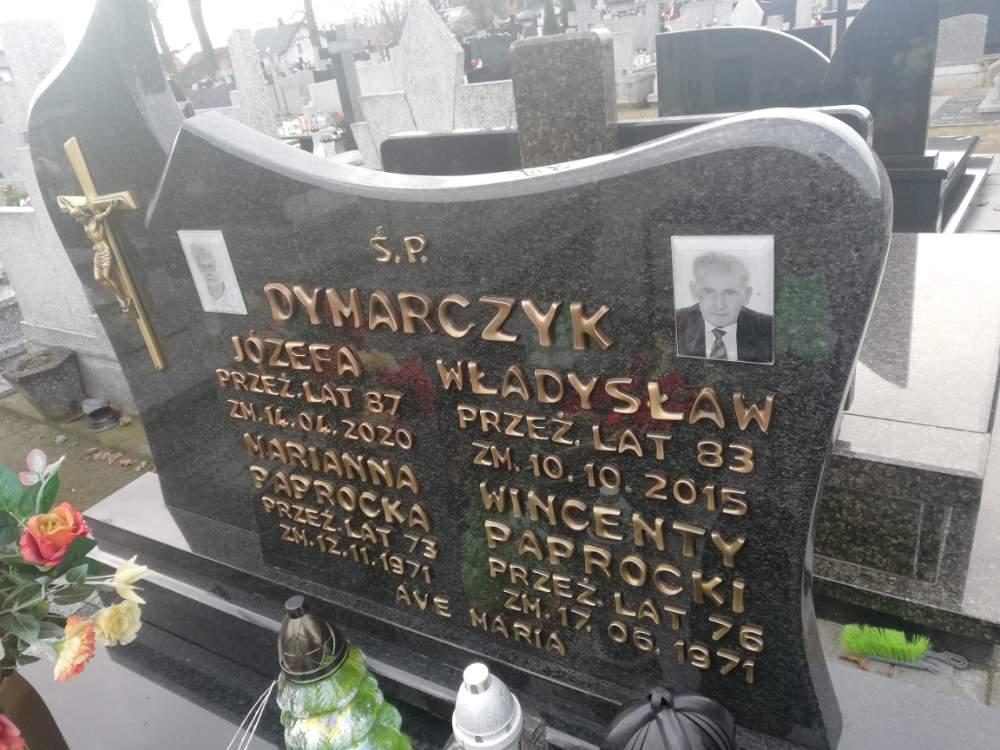 Ś.P.
DYMARCZYK
JÓZEFA
PRZEŻ. LAT 87
ZM. 14.04.2020
MARIANNA
PAPROCKA
PRZEŻ. LAT 73
ZM. 12.11.1971
WŁADYSŁAW
PRZEŻ. LAT 83
ZM. 10.10.2015
WINCENTY
PAPROCKI
PRZEŻ. LAT 76
ZM. 17.06.1971
AVE MARIA